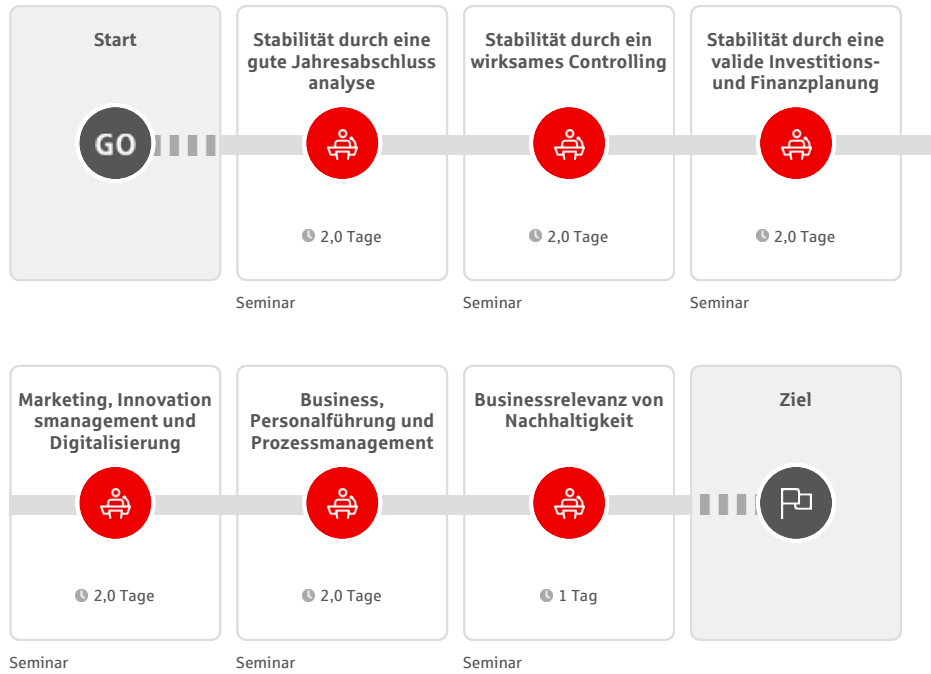 Start
GO
Stabilität durch eine
gute Jahresabschluss
analyse
2,0 Tage
Seminar
Stabilität durch ein
wirksames Controlling
2,0 Tage
Seminar
Stabilität durch eine
valide Investitions-
und Finanzplanung
2,0 Tage
Seminar
Marketing, Innovation
smanagement und
Digitalisierung
2,0 Tage
Seminar
Business,
Personalführung und
Prozessmanagement
2,0 Tage
Seminar
Businessrelevanz von
Nachhaltigkeit
1 Tag
Seminar
Ziel